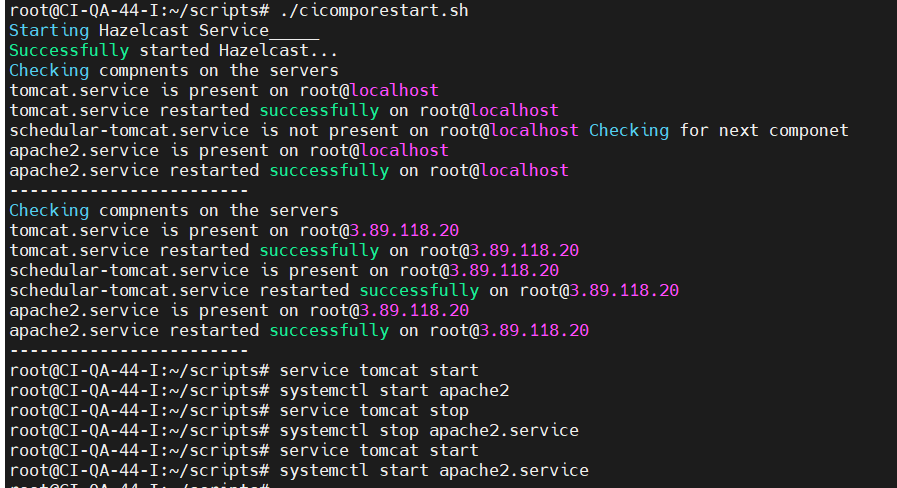 root@CI-QA-44-I:~/scripts# ./cicomporestart.sh
Starting Hazelcast Service_____
Successfully started Hazelcast...
Checking compnents on the servers
tomcat.service is present on root@localhost
tomcat.service restarted successfully on root@localhost
schedular-tomcat.service is not present on root@localhost Checking for next componet
apache2.service is present on root@localhost
apache2.service restarted successfully on root@localhost
------------------------
Checking compnents on the servers
tomcat.service is present on root@3.89.118.20
tomcat.service restarted successfully on root@3.89.118.20
schedular-tomcat.service is present on root@3.89.118.20
schedular-tomcat.service restarted successfully on root@3.89.118.20
apache2.service is present on root@3.89.118.20
apache2.service restarted successfully on root@3.89.118.20
------------------------
root@CI-QA-44-I:~/scripts# service tomcat start
root@CI-QA-44-I:~/scripts# systemctl start apache2
root@CI-QA-44-I:~/scripts# service tomcat stop
root@CI-QA-44-I:~/scripts# systemctl stop apache2.service
root@CI-QA-44-I:~/scripts# service tomcat start
root@CI-QA-44-I:~/scripts# systemctl start apache2.service